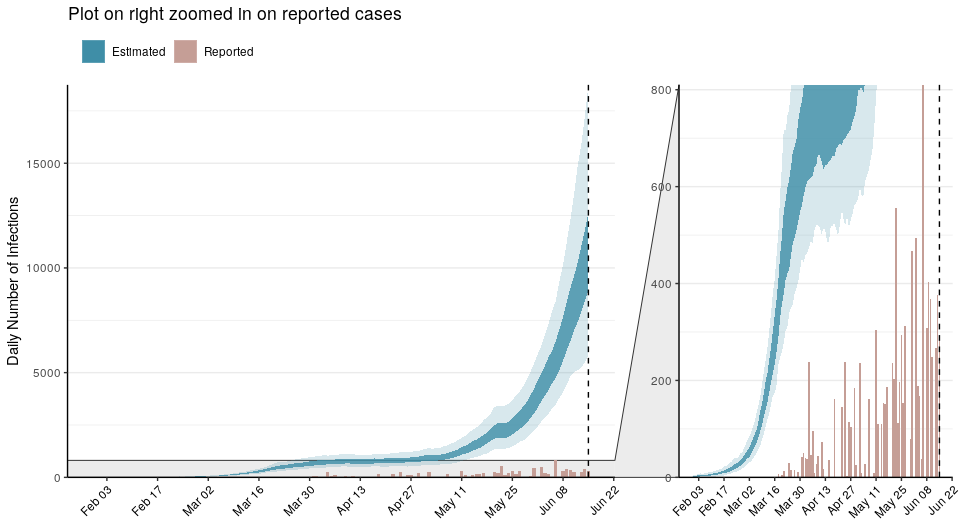 Plot on right zoomed in on reported cases
Estimated Reported
Daily Number of Infections
15000
10000
5000
0
Feb 03 Feb 17 Mar 02 Mar 16 Mar 30 Apr 13 Apr 27 May 11 May 25 Jun 08 Jun 22
800
600
400
200
0
Feb 03 Feb 17 Mar 02 Mar 16 Mar 30 Apr 13 Apr 27 May 11 May 25 Jun 08 Jun 22